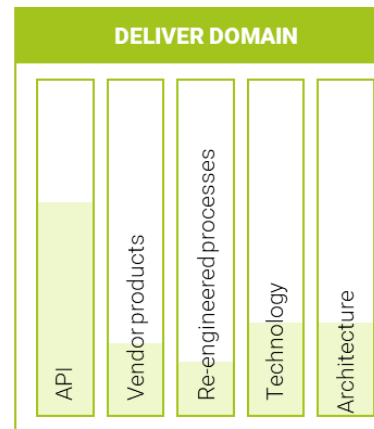 DELIVER DOMAIN
API
Vendor products
Re-engineered processes
Technology
Architecture